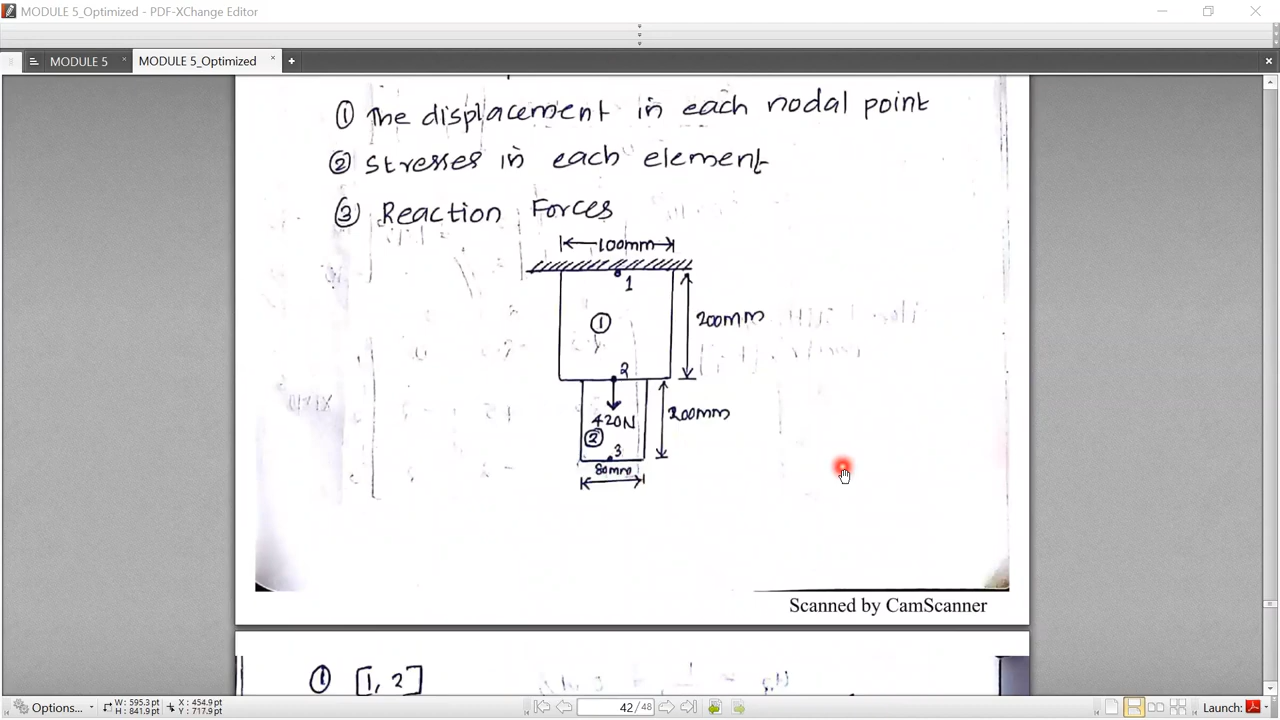 MODULE 5_Optimized - PDF-XChange Editor
MODULE 5
MODULE 5_Optimized
① The displacement in each nodal point
② stresses in each element
③ Reaction Forces
100mm
1
①
200mm
2
420N
200mm
②
3
80mm
Scanned by CamScanner
① [1, 2]
Options...
W: 595.3 pt
H: 841.9 pt
X: 454.9 pt
Y: 717.9 pt
42 / 48
Launch: